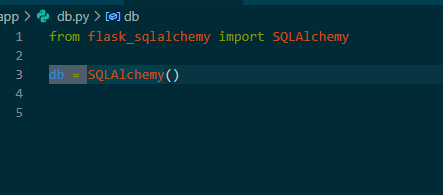 app > db.py > db
1 from flask_sqlalchemy import SQLAlchemy
2
3 db = SQLAlchemy()
4
5